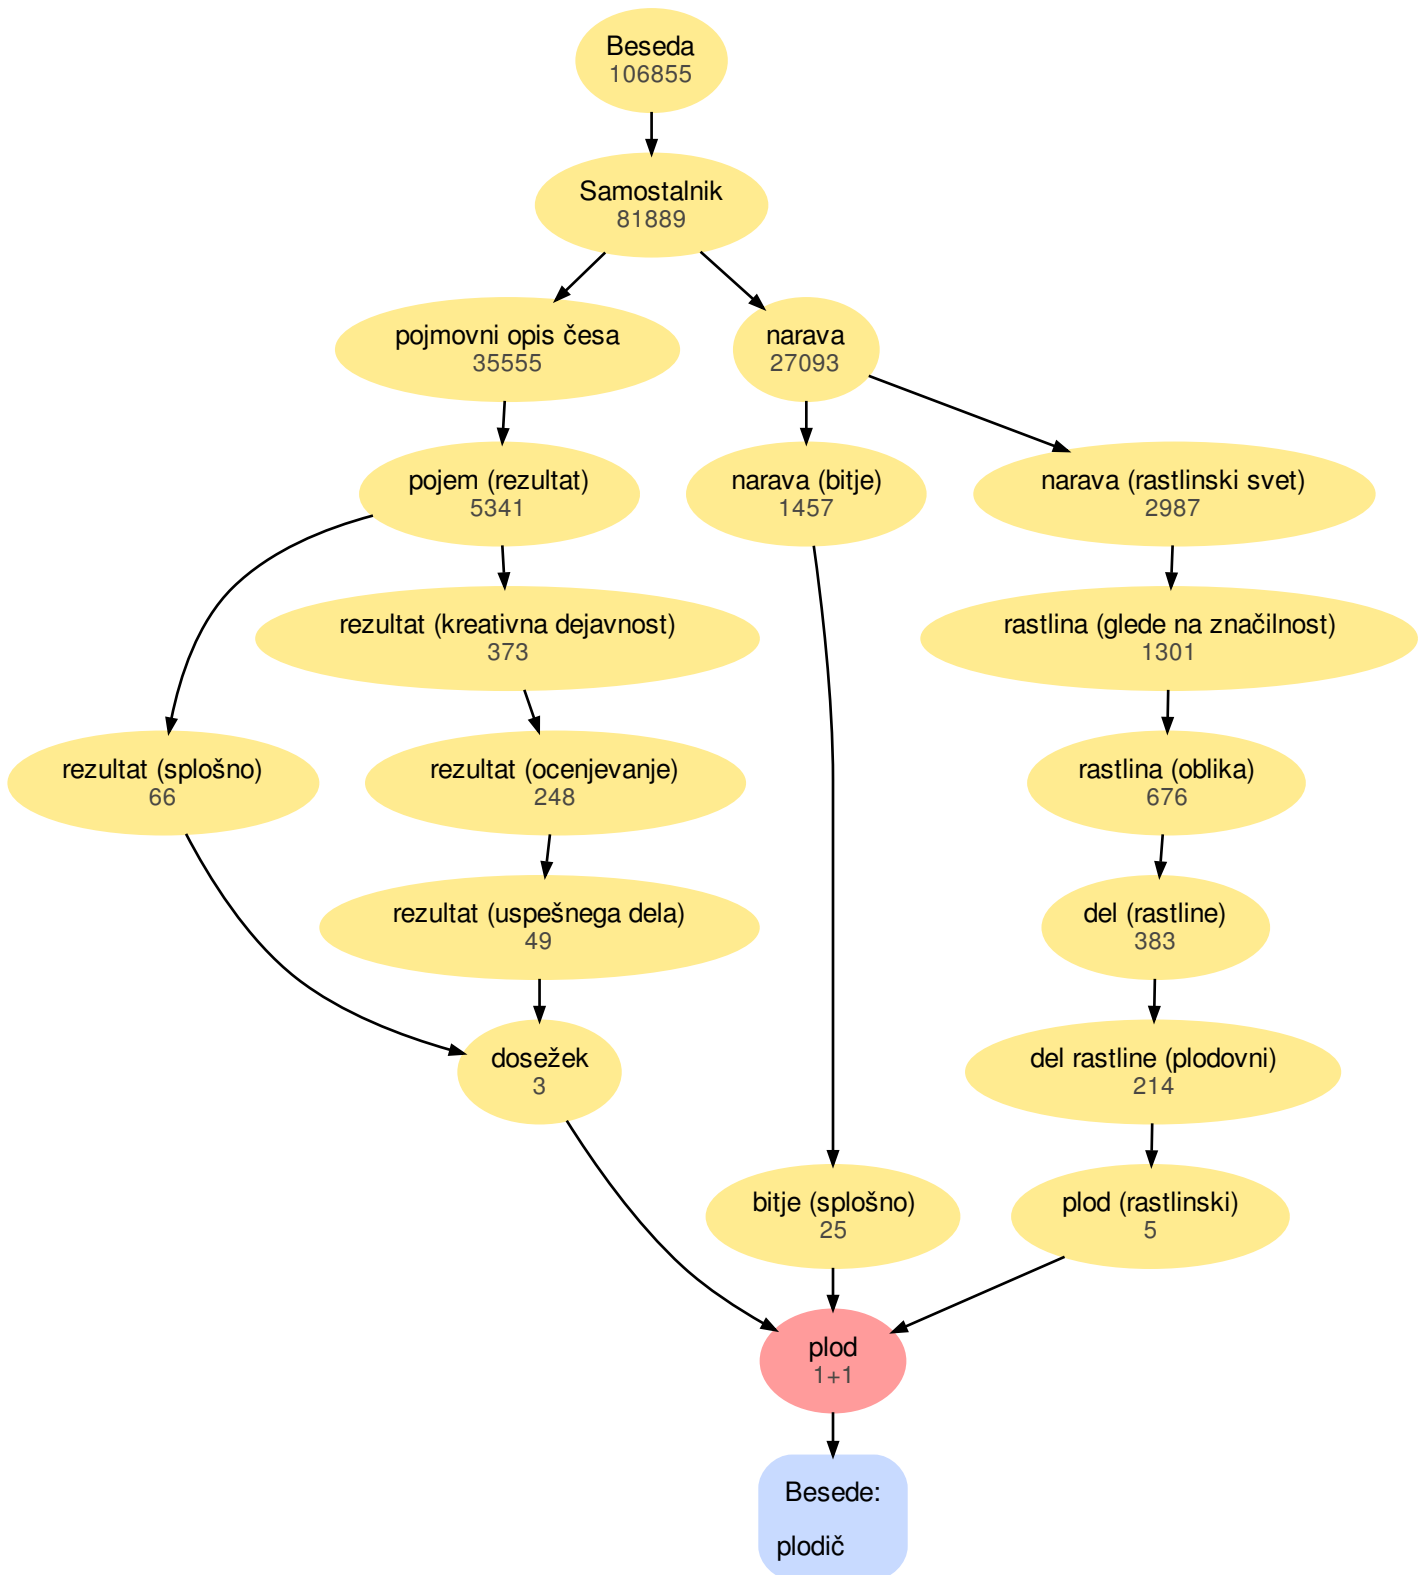 Beseda
106855
Samostalnik
81889
pojmovni opis česa
35555
narava
27093
pojem (rezultat)
5341
narava (bitje)
1457
narava (rastlinski svet)
2987
rezultat (kreativna dejavnost)
373
rastlina (glede na značilnost)
1301
rezultat (splošno)
66
rezultat (ocenjevanje)
248
rastlina (oblika)
676
rezultat (uspešnega dela)
49
del (rastline)
383
dosežek
3
del rastline (plodovni)
214
bitje (splošno)
25
plod (rastlinski)
5
plod
1+1
Besede:
plodič